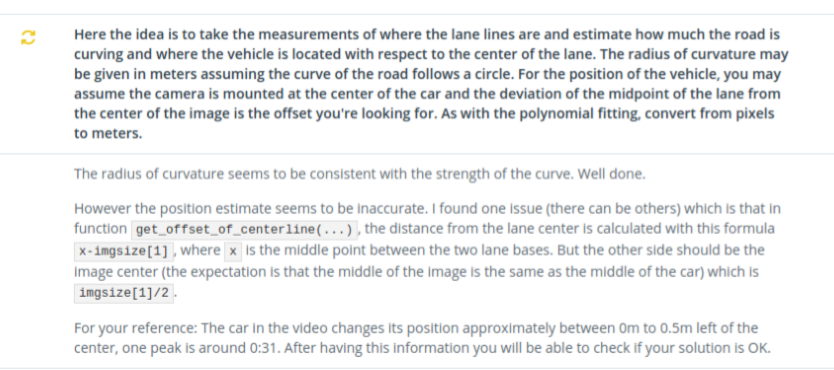 Here the idea is to take the measurements of where the lane lines are and estimate how much the road is
curving and where the vehicle is located with respect to the center of the lane. The radius of curvature may
be given in meters assuming the curve of the road follows a circle. For the position of the vehicle, you may
assume the camera is mounted at the center of the car and the deviation of the midpoint of the lane from
the center of the image is the offset you're looking for. As with the polynomial fitting, convert from pixels
to meters.
The radius of curvature seems to be consistent with the strength of the curve. Well done.
However the position estimate seems to be inaccurate. I found one issue (there can be others) which is that in
function get_offset_of_centerline(...), the distance from the lane center is calculated with this formula
x-imgsize[1], where x is the middle point between the two lane bases. But the other side should be the
image center (the expectation is that the middle of the image is the same as the middle of the car) which is
imgsize[1]/2.
For your reference: The car in the video changes its position approximately between 0m to 0.5m left of the
center, one peak is around 0:31. After having this information you will be able to check if your solution is OK.